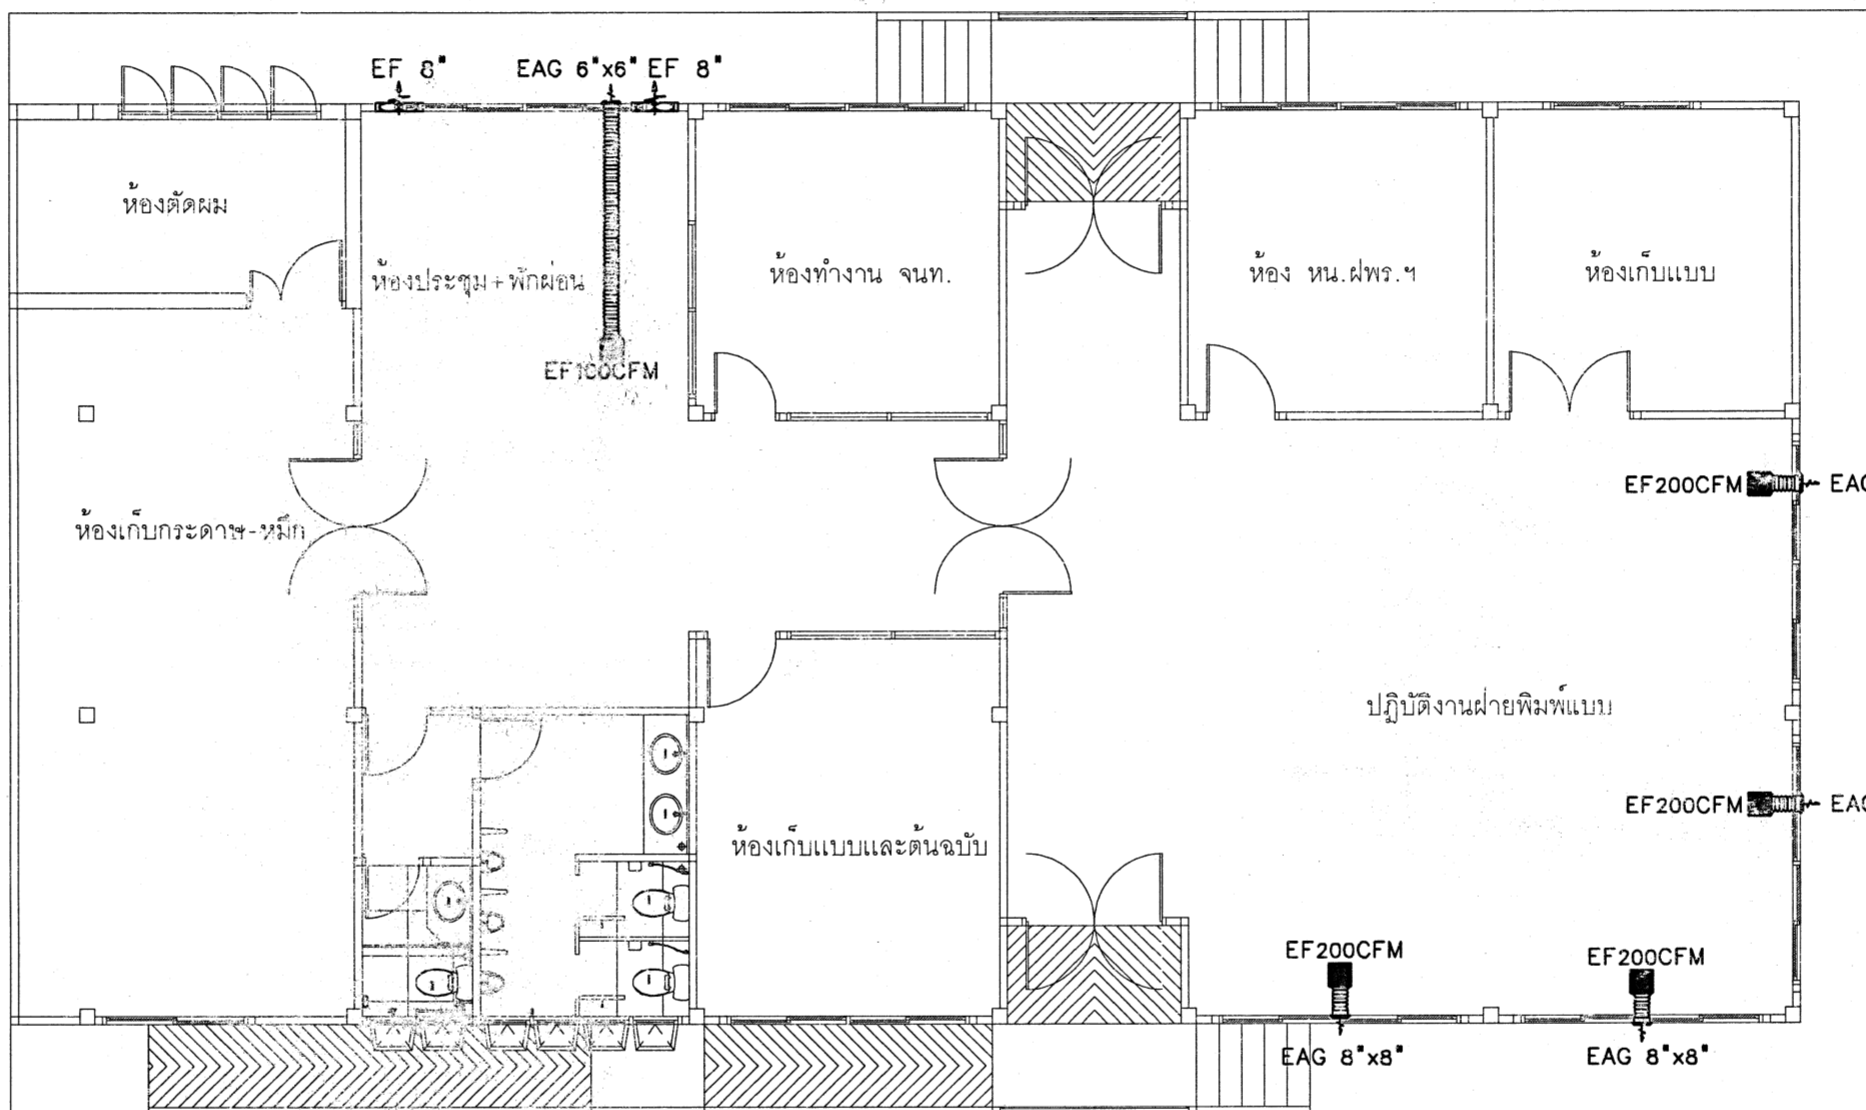 EF 8"
EAG 6"x6"
EF 8"
ห้องตัดผม
ห้องประชุม+พักผ่อน
ห้องทำงาน จนท.
ห้อง หน.ฝพร.ฯ
ห้องเก็บแบบ
EF100CFM
EF200CFM
EAG
ห้องเก็บกระดาษ-หมึก
ปฏิบัติงานฝ่ายพิมพ์แบบ
EF200CFM
EAG
ห้องเก็บแบบและต้นฉบับ
EF200CFM
EF200CFM
EAG 8"x8"
EAG 8"x8"